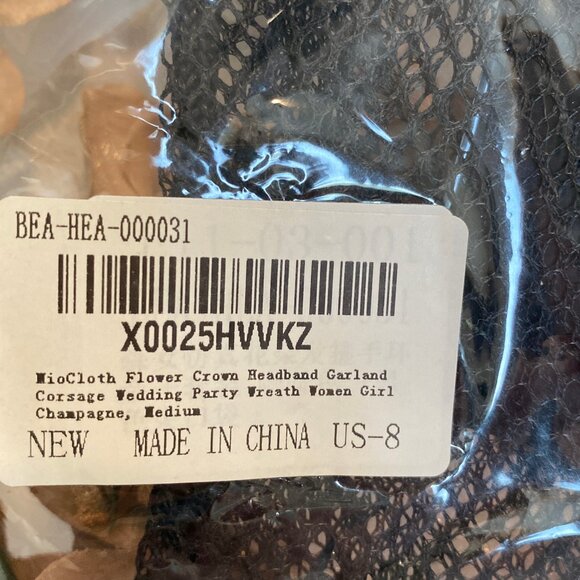 BEA-HEA-000031
X0025HVVKZ
MioCloth Flower Crown Headband Garland
Corsage Wedding Party Wreath Women Girl
Champagne, Medium
NEW MADE IN CHINA US-8